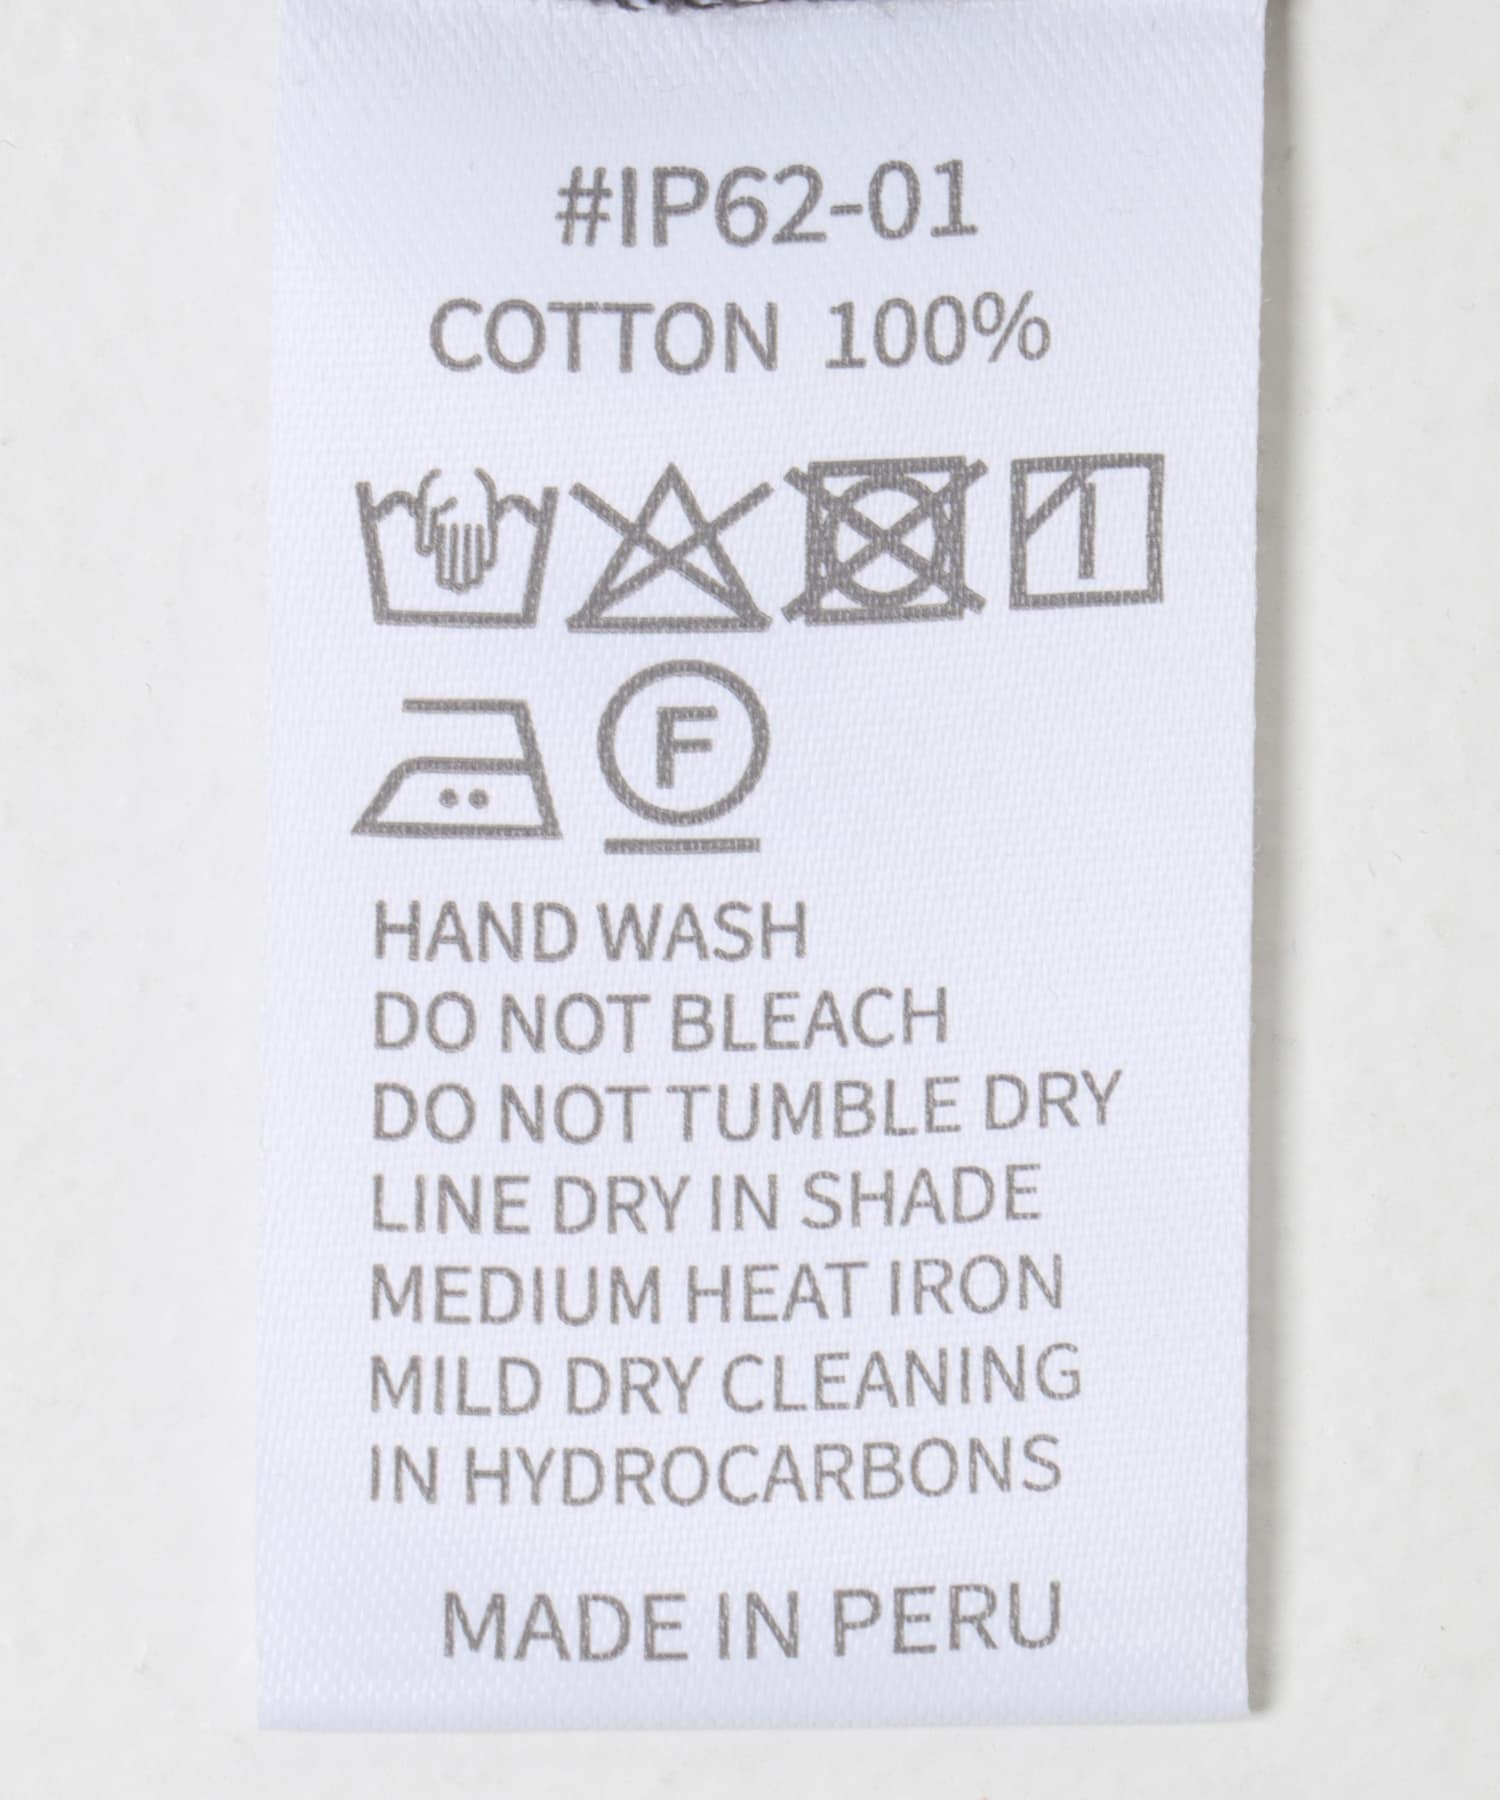 #IP62-01
COTTON 100%
F
HAND WASH
DO NOT BLEACH
DO NOT TUMBLE DRY
LINE DRY IN SHADE
MEDIUM HEAT IRON
MILD DRY CLEANING
IN HYDROCARBONS
MADE IN PERU